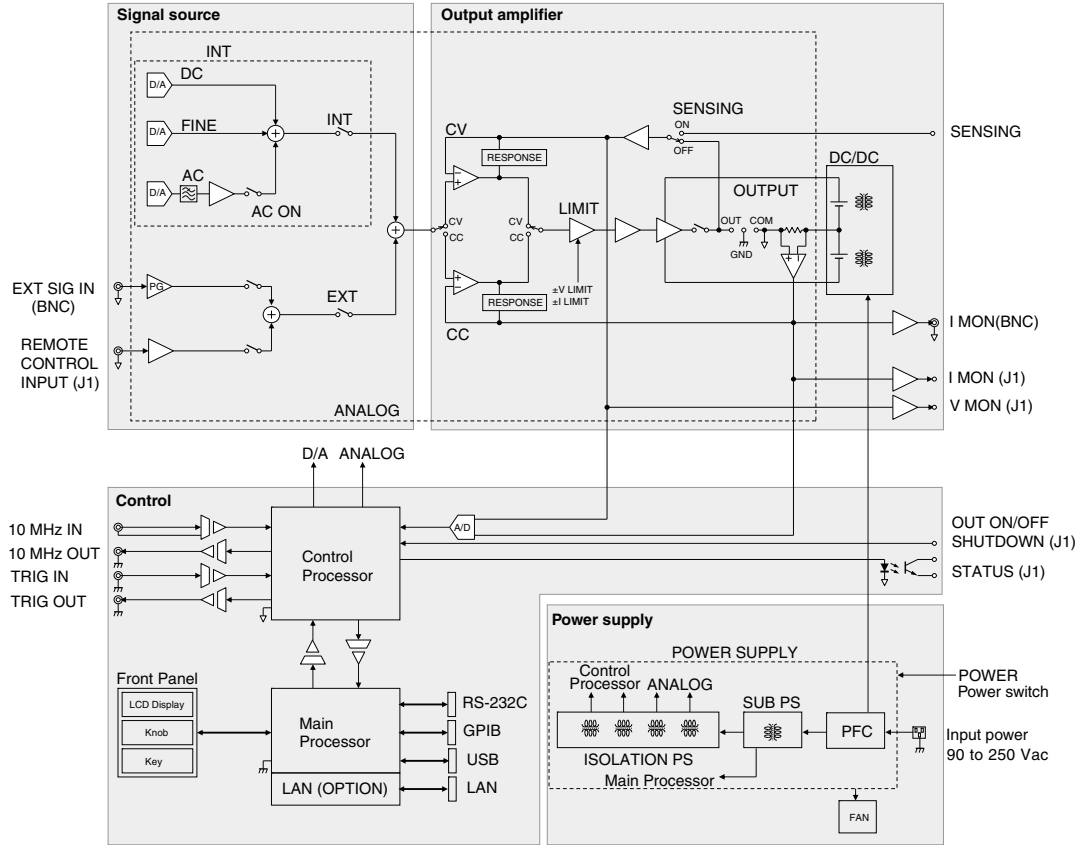 Signal source
Output amplifier
INT
D/A
DC
D/A
FINE
INT
D/A
AC
AC ON
EXT SIG IN
(BNC)
PG
EXT
REMOTE
CONTROL
INPUT (J1)
ANALOG
CV
RESPONSE
CV
CC
CV
CC
RESPONSE
CC
LIMIT
±V LIMIT
±I LIMIT
SENSING
ON
OFF
OUTPUT
OUT
COM
GND
DC/DC
SENSING
I MON(BNC)
I MON (J1)
V MON (J1)
D/A
ANALOG
Control
10 MHz IN
10 MHz OUT
TRIG IN
TRIG OUT
Control
Processor
A/D
OUT ON/OFF
SHUTDOWN (J1)
STATUS (J1)
Front Panel
LCD Display
Knob
Key
Main
Processor
LAN (OPTION)
RS-232C
GPIB
USB
LAN
Power supply
POWER SUPPLY
Control
Processor
ANALOG
SUB PS
PFC
ISOLATION PS
Main Processor
FAN
POWER
Power switch
Input power
90 to 250 Vac